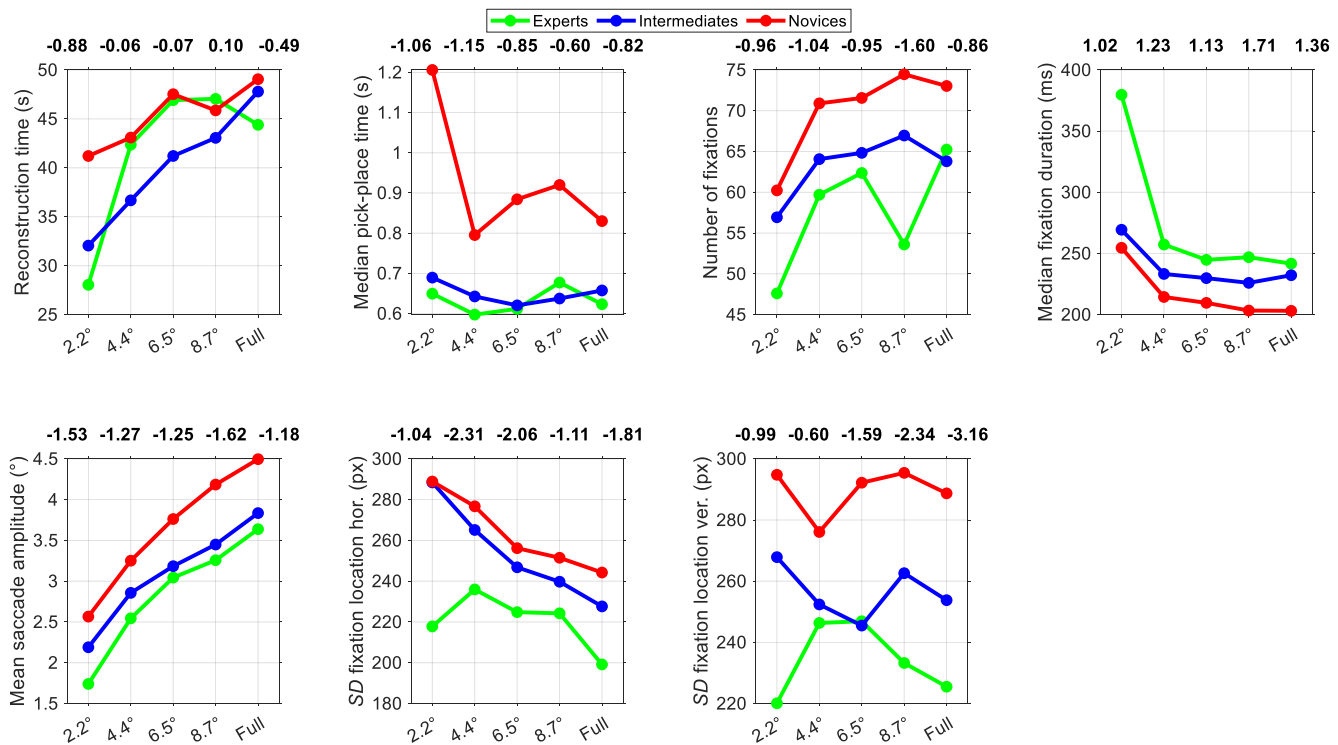 Experts Intermediates Novices
-0.88 -0.06 -0.07 0.10 -0.49
Reconstruction time (s)
50
45
40
35
30
25
2.2° 4.4° 6.5° 8.7° Full
-1.06 -1.15 -0.85 -0.60 -0.82
Median pick-place time (s)
1.2
1.1
1
0.9
0.8
0.7
0.6
2.2° 4.4° 6.5° 8.7° Full
-0.96 -1.04 -0.95 -1.60 -0.86
Number of fixations
75
70
65
60
55
50
45
2.2° 4.4° 6.5° 8.7° Full
1.02 1.23 1.13 1.71 1.36
Median fixation duration (ms)
400
350
300
250
200
2.2° 4.4° 6.5° 8.7° Full
-1.53 -1.27 -1.25 -1.62 -1.18
Mean saccade amplitude (°)
4.5
4
3.5
3
2.5
2
1.5
2.2° 4.4° 6.5° 8.7° Full
-1.04 -2.31 -2.06 -1.11 -1.81
SD fixation location hor. (px)
300
280
260
240
220
200
180
2.2° 4.4° 6.5° 8.7° Full
-0.99 -0.60 -1.59 -2.34 -3.16
SD fixation location ver. (px)
300
280
260
240
220
2.2° 4.4° 6.5° 8.7° Full